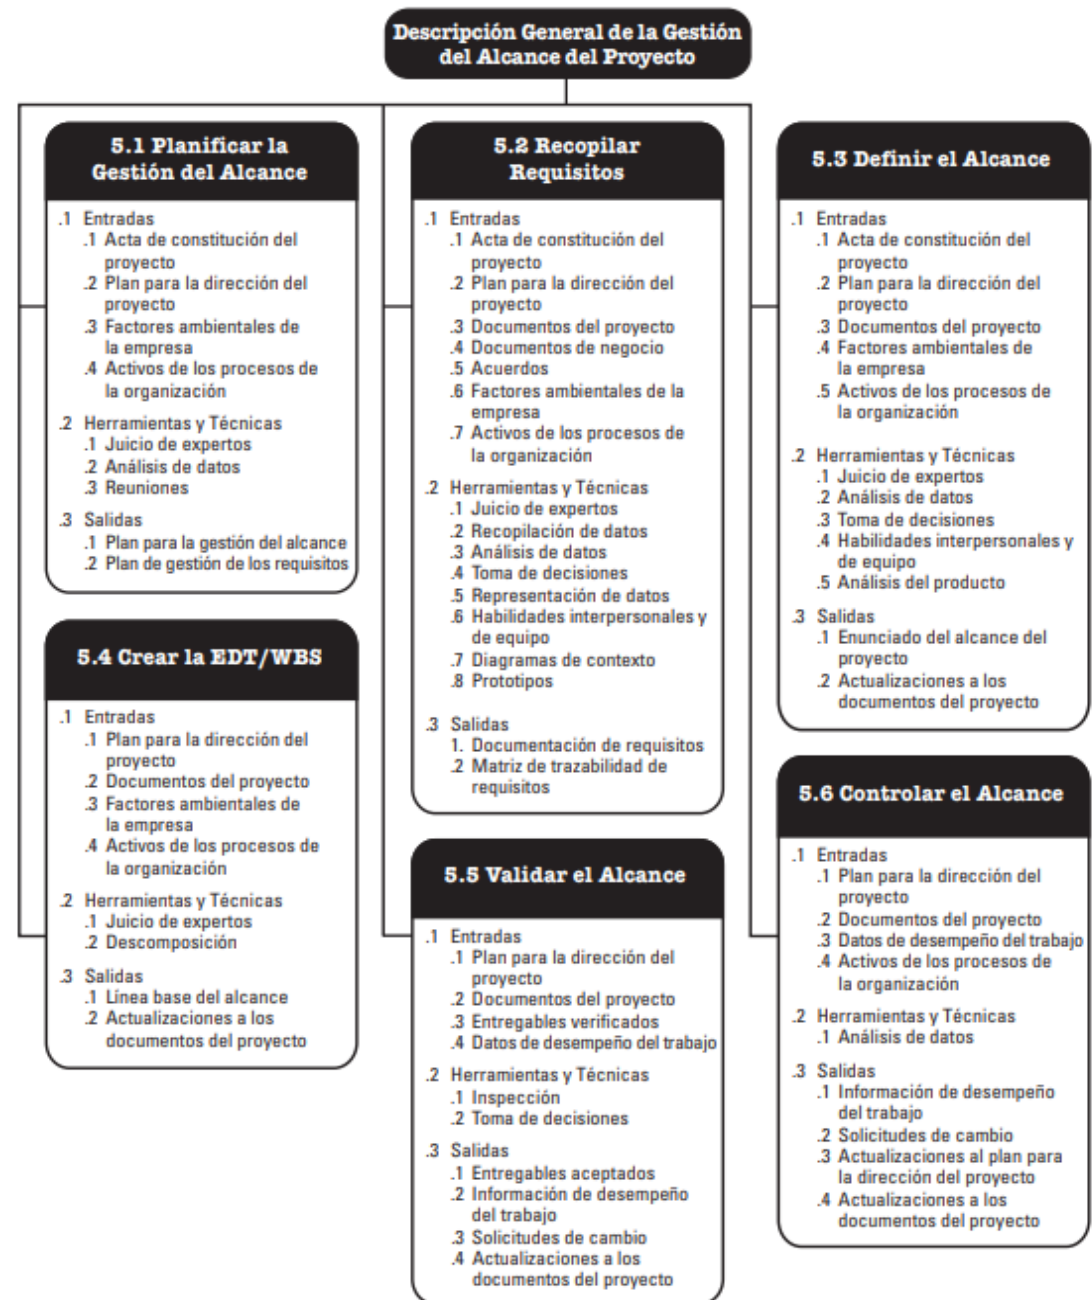 Descripción General de la Gestión
del Alcance del Proyecto
5.1 Planificar la
Gestión del Alcance
.1 Entradas
.1 Acta de constitución del
proyecto
.2 Plan para la dirección del
proyecto
.3 Factores ambientales de
la empresa
.4 Activos de los procesos de
la organización
.2 Herramientas y Técnicas
.1 Juicio de expertos
.2 Análisis de datos
.3 Reuniones
.3 Salidas
.1 Plan para la gestión del alcance
.2 Plan de gestión de los requisitos
5.2 Recopilar
Requisitos
.1 Entradas
.1 Acta de constitución del
proyecto
.2 Plan para la dirección del
proyecto
.3 Documentos del proyecto
.4 Documentos de negocio
.5 Acuerdos
.6 Factores ambientales de la
empresa
.7 Activos de los procesos de
la organización
.2 Herramientas y Técnicas
.1 Juicio de expertos
.2 Recopilación de datos
.3 Análisis de datos
.4 Toma de decisiones
.5 Representación de datos
.6 Habilidades interpersonales y
de equipo
.7 Diagramas de contexto
.8 Prototipos
.3 Salidas
1. Documentación de requisitos
.2 Matriz de trazabilidad de
requisitos
5.3 Definir el Alcance
.1 Entradas
.1 Acta de constitución del
proyecto
.2 Plan para la dirección del
proyecto
.3 Documentos del proyecto
.4 Factores ambientales de
la empresa
.5 Activos de los procesos de
la organización
.2 Herramientas y Técnicas
.1 Juicio de expertos
.2 Análisis de datos
.3 Toma de decisiones
.4 Habilidades interpersonales y
de equipo
.5 Análisis del producto
.3 Salidas
.1 Enunciado del alcance del
proyecto
.2 Actualizaciones a los
documentos del proyecto
5.4 Crear la EDT/WBS
.1 Entradas
.1 Plan para la dirección del
proyecto
.2 Documentos del proyecto
.3 Factores ambientales de
la empresa
.4 Activos de los procesos de
la organización
.2 Herramientas y Técnicas
.1 Juicio de expertos
.2 Descomposición
.3 Salidas
.1 Línea base del alcance
.2 Actualizaciones a los
documentos del proyecto
5.5 Validar el Alcance
.1 Entradas
.1 Plan para la dirección del
proyecto
.2 Documentos del proyecto
.3 Entregables verificados
.4 Datos de desempeño del trabajo
.2 Herramientas y Técnicas
.1 Inspección
.2 Toma de decisiones
.3 Salidas
.1 Entregables aceptados
.2 Información de desempeño
del trabajo
.3 Solicitudes de cambio
.4 Actualizaciones a los
documentos del proyecto
5.6 Controlar el Alcance
.1 Entradas
.1 Plan para la dirección del
proyecto
.2 Documentos del proyecto
.3 Datos de desempeño del trabajo
.4 Activos de los procesos de
la organización
.2 Herramientas y Técnicas
.1 Análisis de datos
.3 Salidas
.1 Información de desempeño
del trabajo
.2 Solicitudes de cambio
.3 Actualizaciones al plan para
la dirección del proyecto
.4 Actualizaciones a los
documentos del proyecto